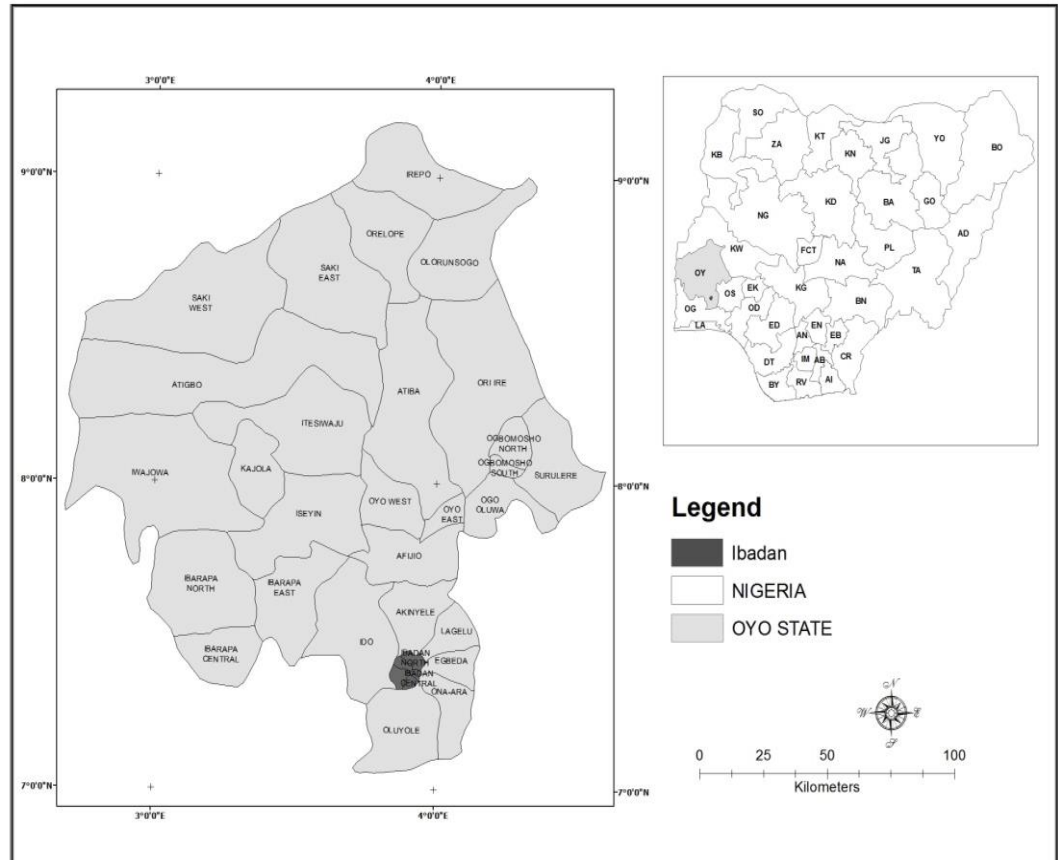 3°0'0"E
4°0'0"E
9°0'0"N
9°0'0"N
8°0'0"N
8°0'0"N
7°0'0"N
7°0'0"N
3°0'0"E
4°0'0"E
IREPO
ORELOPE
OLORUNSOGO
SAKI
EAST
SAKI
WEST
ATIGBO
ATIBA
ORI IRE
ITESIWAJU
OGBOMOSHO
NORTH
OGBOMOSHO
SOUTH
SURULERE
IWAJOWA
KAJOLA
OYO WEST
OYO
EAST
OGO
OLUWA
ISEYIN
AFIJIO
IBARAPA
NORTH
IBARAPA
EAST
AKINYELE
LAGELU
IBARAPA
CENTRAL
IDO
IBADAN
NORTH
EGBEDA
IBADAN
CENTRAL
ONA-ARA
OLUYOLE
SO
ZA
KT
KN
JG
YO
BO
KB
NG
KD
BA
GO
AD
KW
FCT
NA
PL
TA
OY
OS
EK
KG
BN
OG
OD
LA
ED
AN
EN
EB
DT
IM
AB
CR
BY
RV
AI
Legend
Ibadan
NIGERIA
OYO STATE
N
W
E
S
0 25 50 100
Kilometers